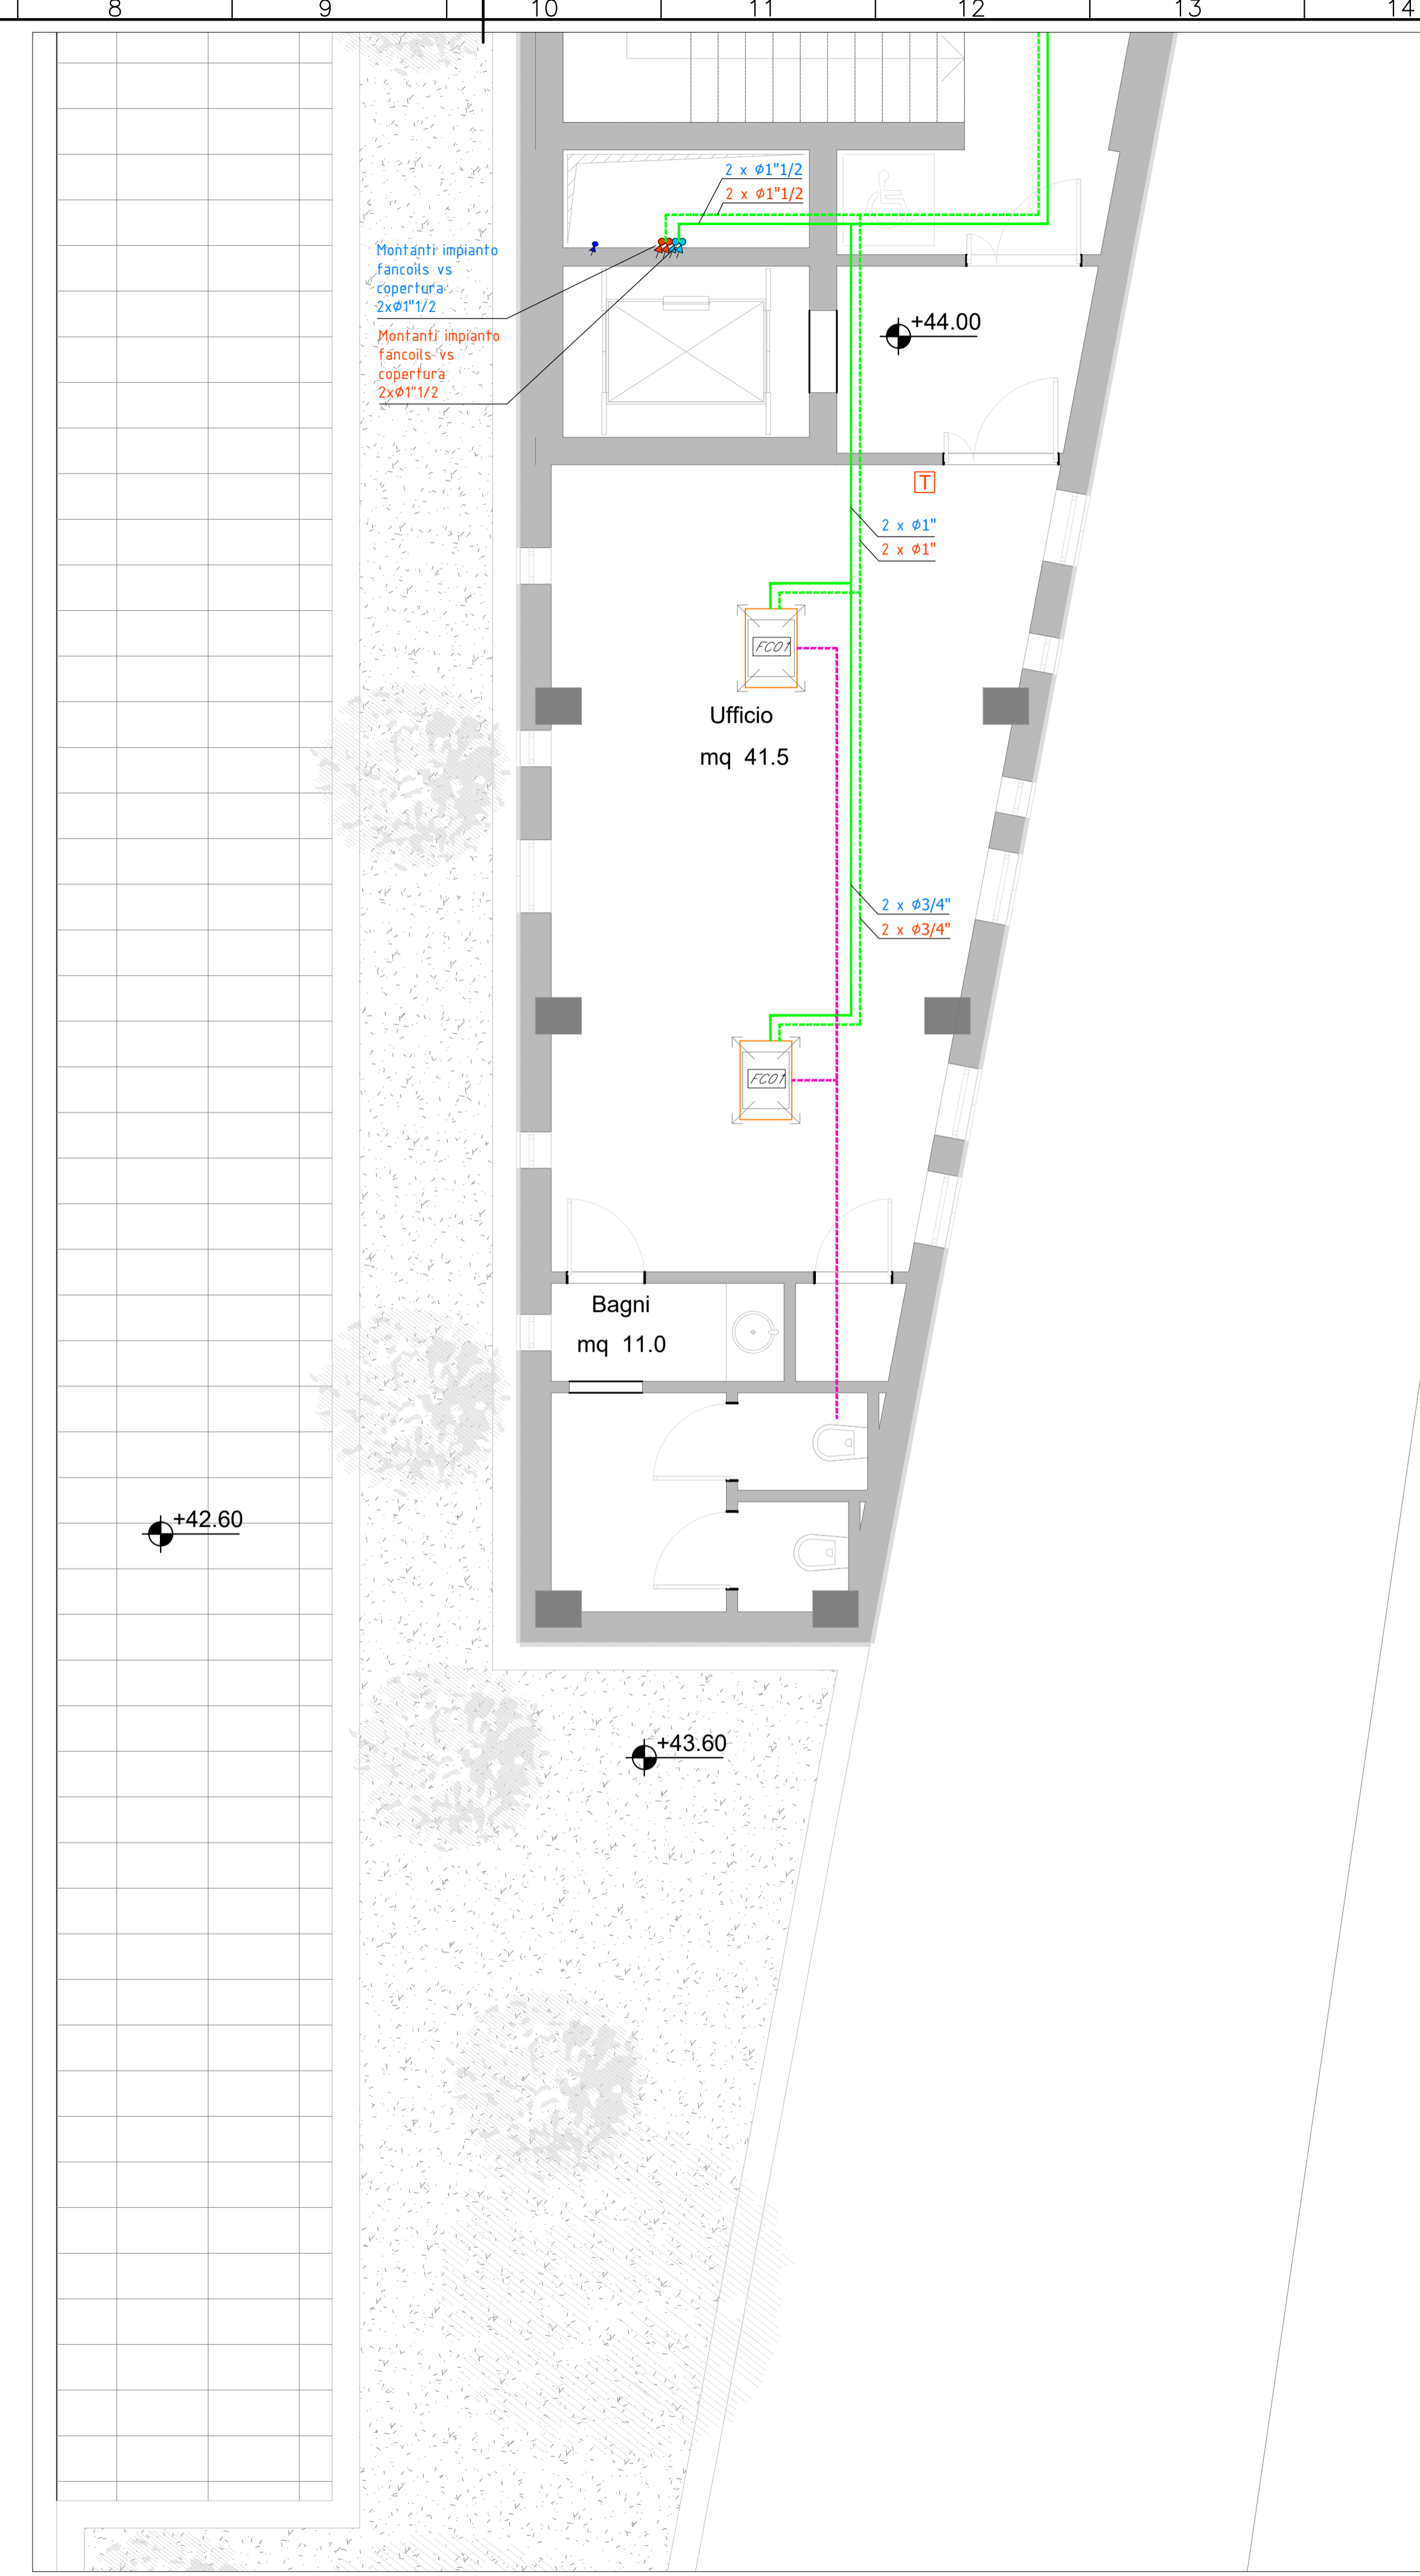 8 9 10 11 12 13 14
2 x ø1"1/2
2 x ø1"1/2
Montanti impianto
fancoils vs
copertura
2xø1"1/2
Montanti impianto
fancoils vs
copertura
2xø1"1/2
+44.00
T
2 x ø1"
2 x ø1"
FC01
Ufficio
mq 41.5
2 x ø3/4"
2 x ø3/4"
FC01
Bagni
mq 11.0
+42.60
+43.60